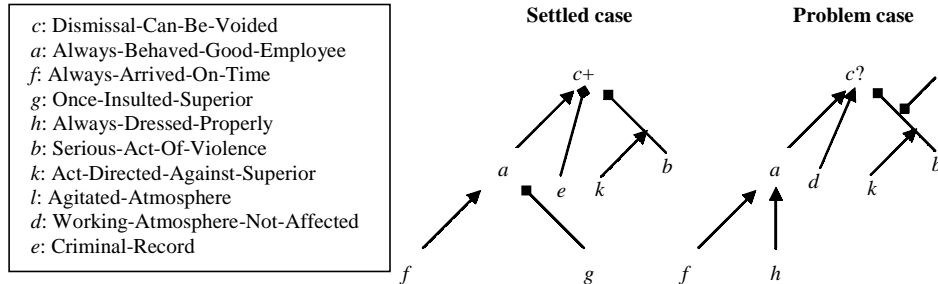 c: Dismissal-Can-Be-Voided
a: Always-Behaved-Good-Employee
f: Always-Arrived-On-Time
g: Once-Insulted-Superior
h: Always-Dressed-Properly
b: Serious-Act-Of-Violence
k: Act-Directed-Against-Superior
l: Agitated-Atmosphere
d: Working-Atmosphere-Not-Affected
e: Criminal-Record
Settled case
c+
a
e
k
b
f
g
Problem case
c?
a
d
k
b
f
h